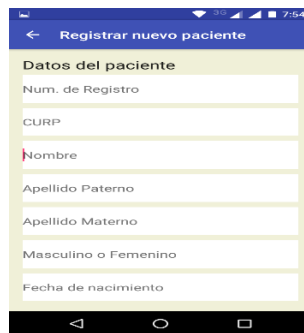 3G 7:54
Registrar nuevo paciente
Datos del paciente
Num. de Registro
CURP
Nombre
Apellido Paterno
Apellido Materno
Masculino o Femenino
Fecha de nacimiento